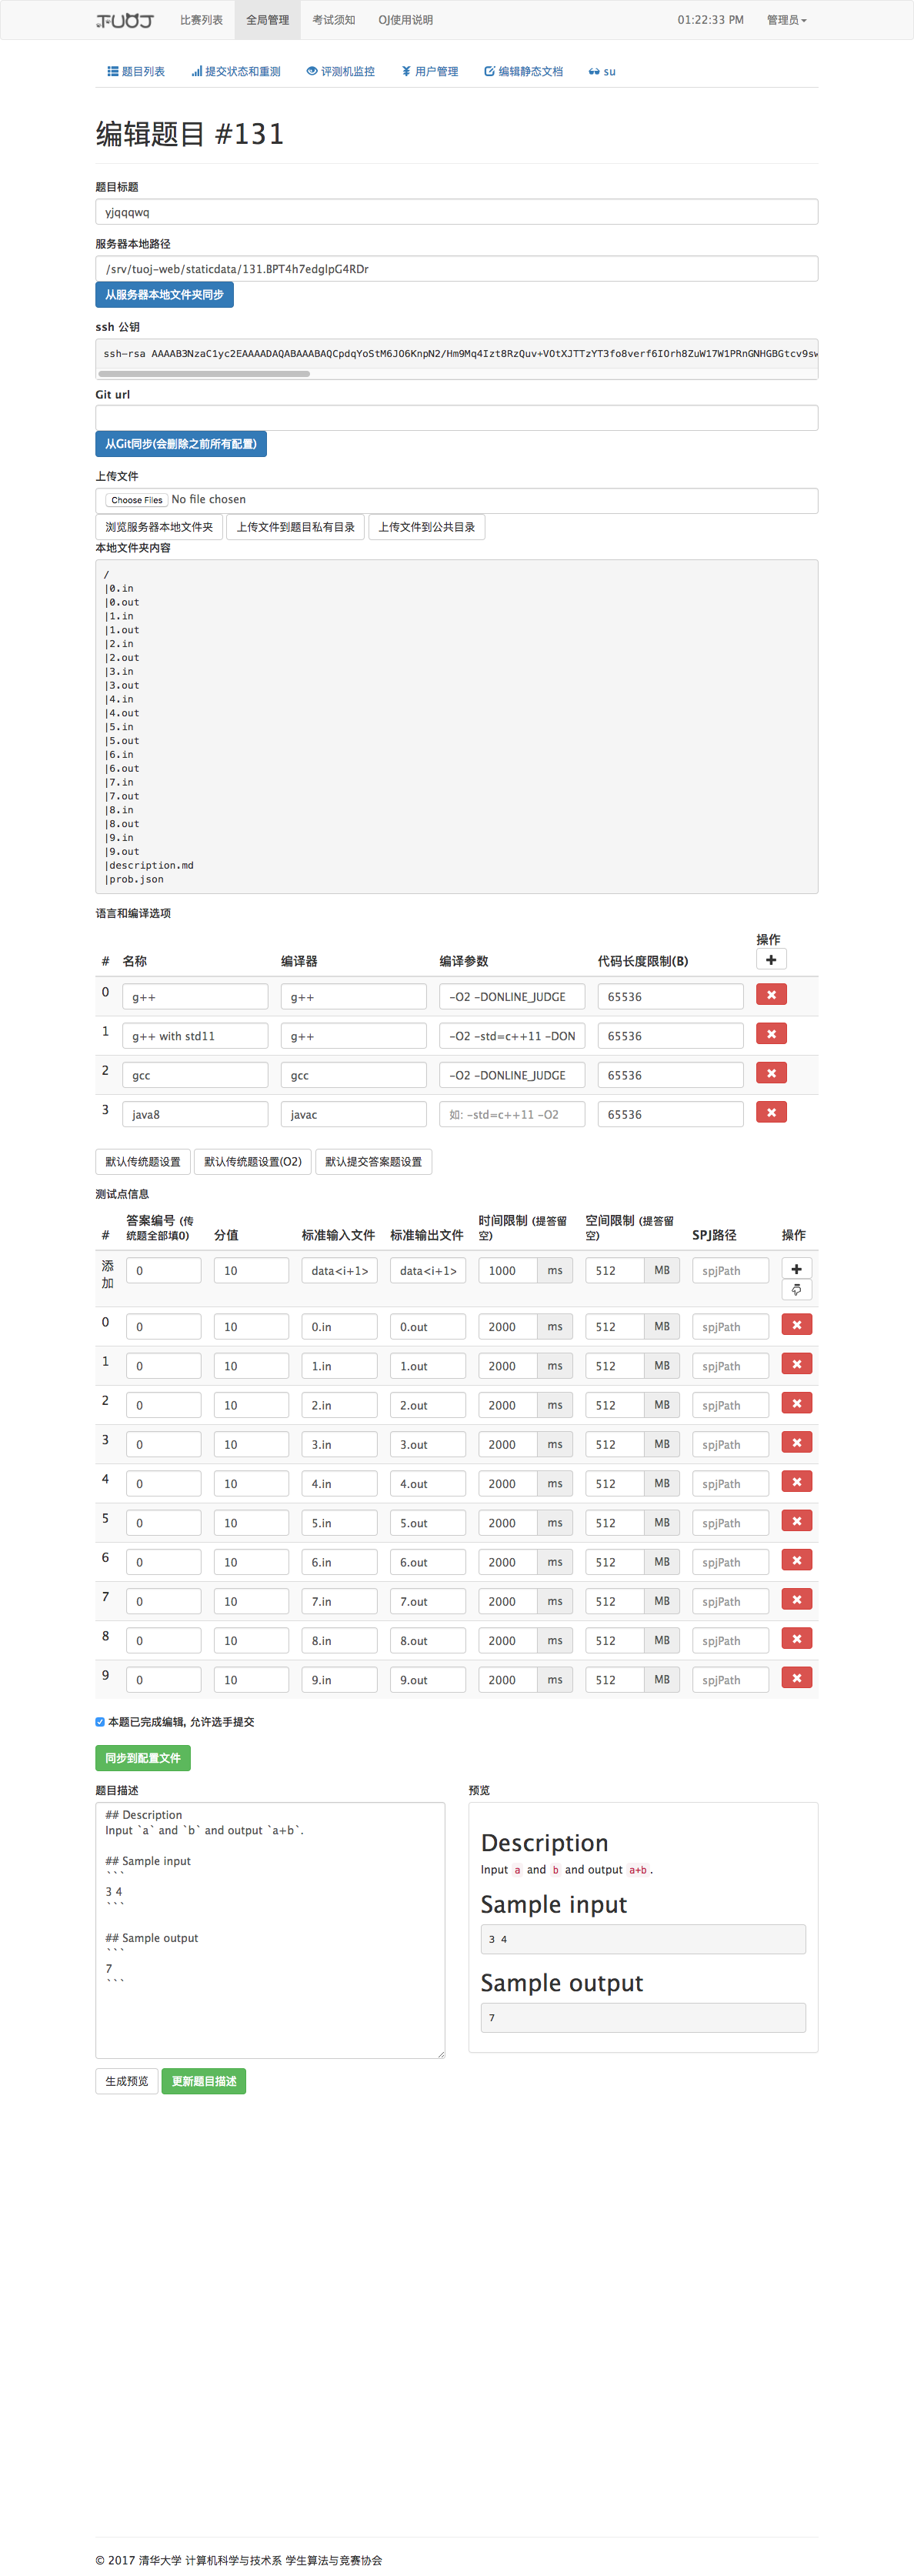 TUOJ 比赛列表 全局管理 考试须知 OJ使用说明 01:22:33 PM 管理员
题目列表 提交状态和重测 评测机监控 用户管理 编辑静态文档 su
编辑题目 #131
题目标题
yjqqqwq
服务器本地路径
/srv/tuoj-web/staticdata/131.BPT4h7edglpG4RDr
从服务器本地文件夹同步
ssh 公钥
ssh-rsa AAAAB3NzaC1yc2EAAAADAQABAAABAQCpdqYoStM6JO6KnpN2/Hm9Mq4Izt8RzQuv+VOtXJTTzYT3fo8verf6IOrh8ZuW17W1PRnGNHGBGtcv9sw
Git url
从Git同步(会删除之前所有配置)
上传文件
Choose Files No file chosen
浏览服务器本地文件夹 上传文件到题目私有目录 上传文件到公共目录
本地文件夹内容
/
|0.in
|0.out
|1.in
|1.out
|2.in
|2.out
|3.in
|3.out
|4.in
|4.out
|5.in
|5.out
|6.in
|6.out
|7.in
|7.out
|8.in
|8.out
|9.in
|9.out
|description.md
|prob.json
语言和编译选项
# 名称 编译器 编译参数 代码长度限制(B) 操作
0 g++ g++ -O2 -DONLINE_JUDGE 65536
1 g++ with std11 g++ -O2 -std=c++11 -DON 65536
2 gcc gcc -O2 -DONLINE_JUDGE 65536
3 java8 javac 如: -std=c++11 -O2 65536
默认传统题设置 默认传统题设置(O2) 默认提交答案题设置
测试点信息
# 答案编号 (传统题全部填0) 分值 标准输入文件 标准输出文件 时间限制 (提答留空) 空间限制 (提答留空) SPJ路径 操作
添加 0 10 data<i+1> data<i+1> 1000 ms 512 MB spjPath
0 0 10 0.in 0.out 2000 ms 512 MB spjPath
1 0 10 1.in 1.out 2000 ms 512 MB spjPath
2 0 10 2.in 2.out 2000 ms 512 MB spjPath
3 0 10 3.in 3.out 2000 ms 512 MB spjPath
4 0 10 4.in 4.out 2000 ms 512 MB spjPath
5 0 10 5.in 5.out 2000 ms 512 MB spjPath
6 0 10 6.in 6.out 2000 ms 512 MB spjPath
7 0 10 7.in 7.out 2000 ms 512 MB spjPath
8 0 10 8.in 8.out 2000 ms 512 MB spjPath
9 0 10 9.in 9.out 2000 ms 512 MB spjPath
本题已完成编辑, 允许选手提交
同步到配置文件
题目描述
## Description
Input `a` and `b` and output `a+b`.
## Sample input
```
3 4
```
## Sample output
```
7
```
生成预览 更新题目描述
预览
Description
Input a and b and output a+b .
Sample input
3 4
Sample output
7
© 2017 清华大学 计算机科学与技术系 学生算法与竞赛协会